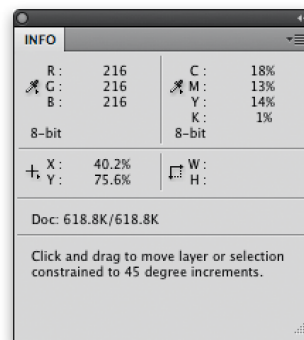 INFO
R : 216 C : 18%
G : 216 M : 13%
B : 216 Y : 14%
K : 1%
8-bit 8-bit
X : 40.2% W :
Y : 75.6% H :
Doc: 618.8K/618.8K
Click and drag to move layer or selection
constrained to 45 degree increments.